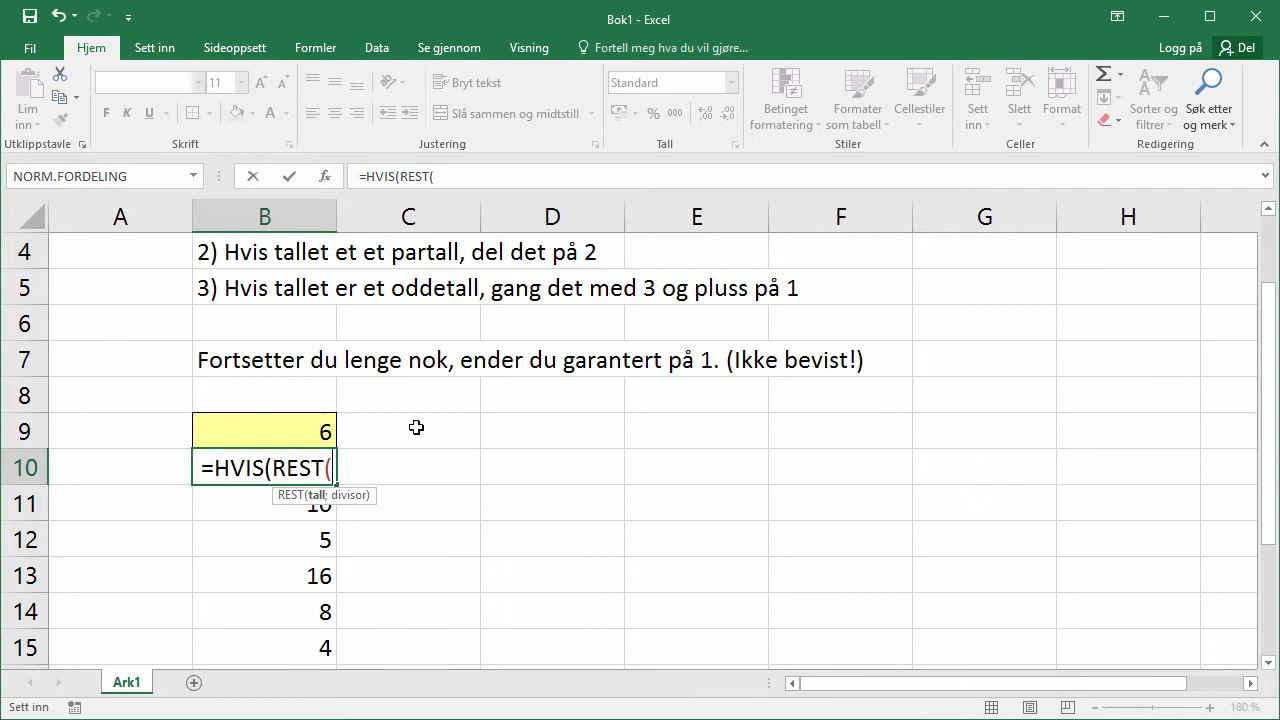 Bok1 - Excel
Fil Hjem Sett inn Sideoppsett Formler Data Se gjennom Visning Fortell meg hva du vil gjøre... Logg på Del
Lim inn
11
F K U
A A A
Bryt tekst
Slå sammen og midtstill
Standard
% 000
Betinget formatering
Formater som tabell
Cellestiler
Sett inn
Slett
Format
Σ
Sorter og filtrer
Søk etter og merk
Utklippstavle Skrift Justering Tall Stiler Celler Redigering
NORM.FORDELING fx =HVIS(REST(
A B C D E F G H
4 2) Hvis tallet et et partall, del det på 2
5 3) Hvis tallet er et oddetall, gang det med 3 og pluss på 1
6
7 Fortsetter du lenge nok, ender du garantert på 1. (Ikke bevist!)
8
9 6
10 =HVIS(REST(
REST(tall; divisor)
11 10
12 5
13 16
14 8
15 4
Ark1
Sett inn 180 %